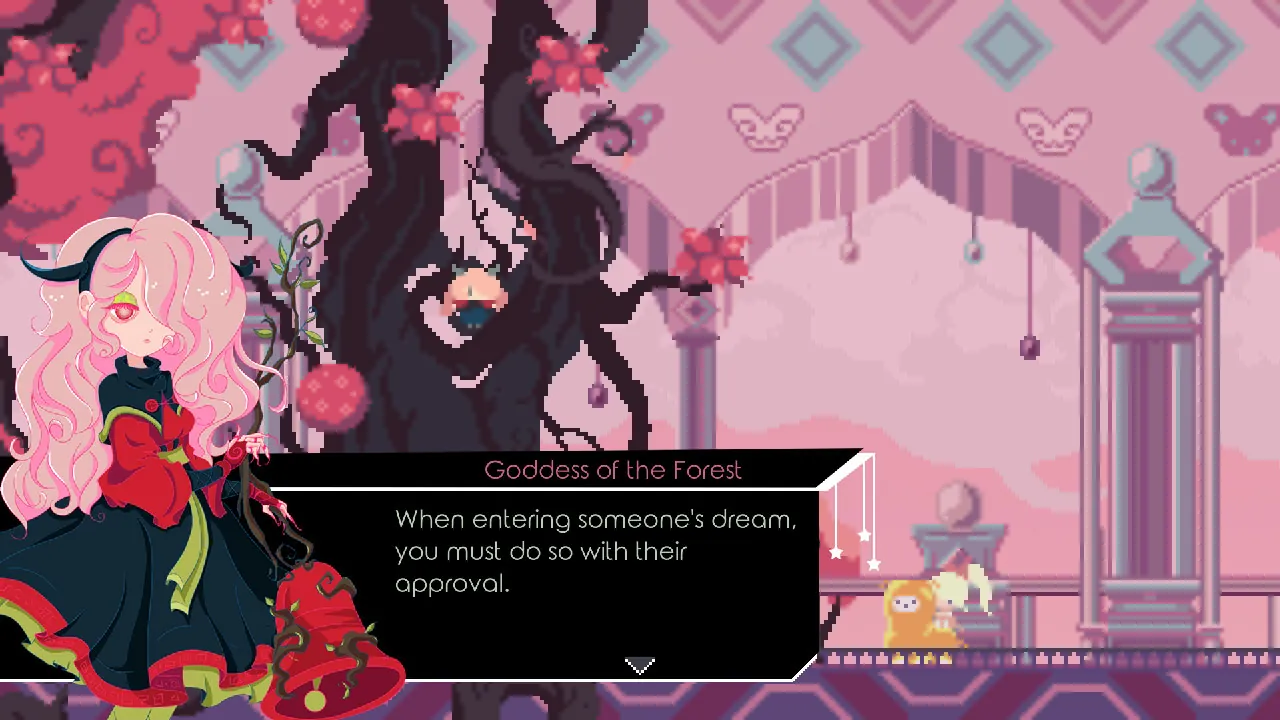 Goddess of the Forest
When entering someone's dream,
you must do so with their
approval.